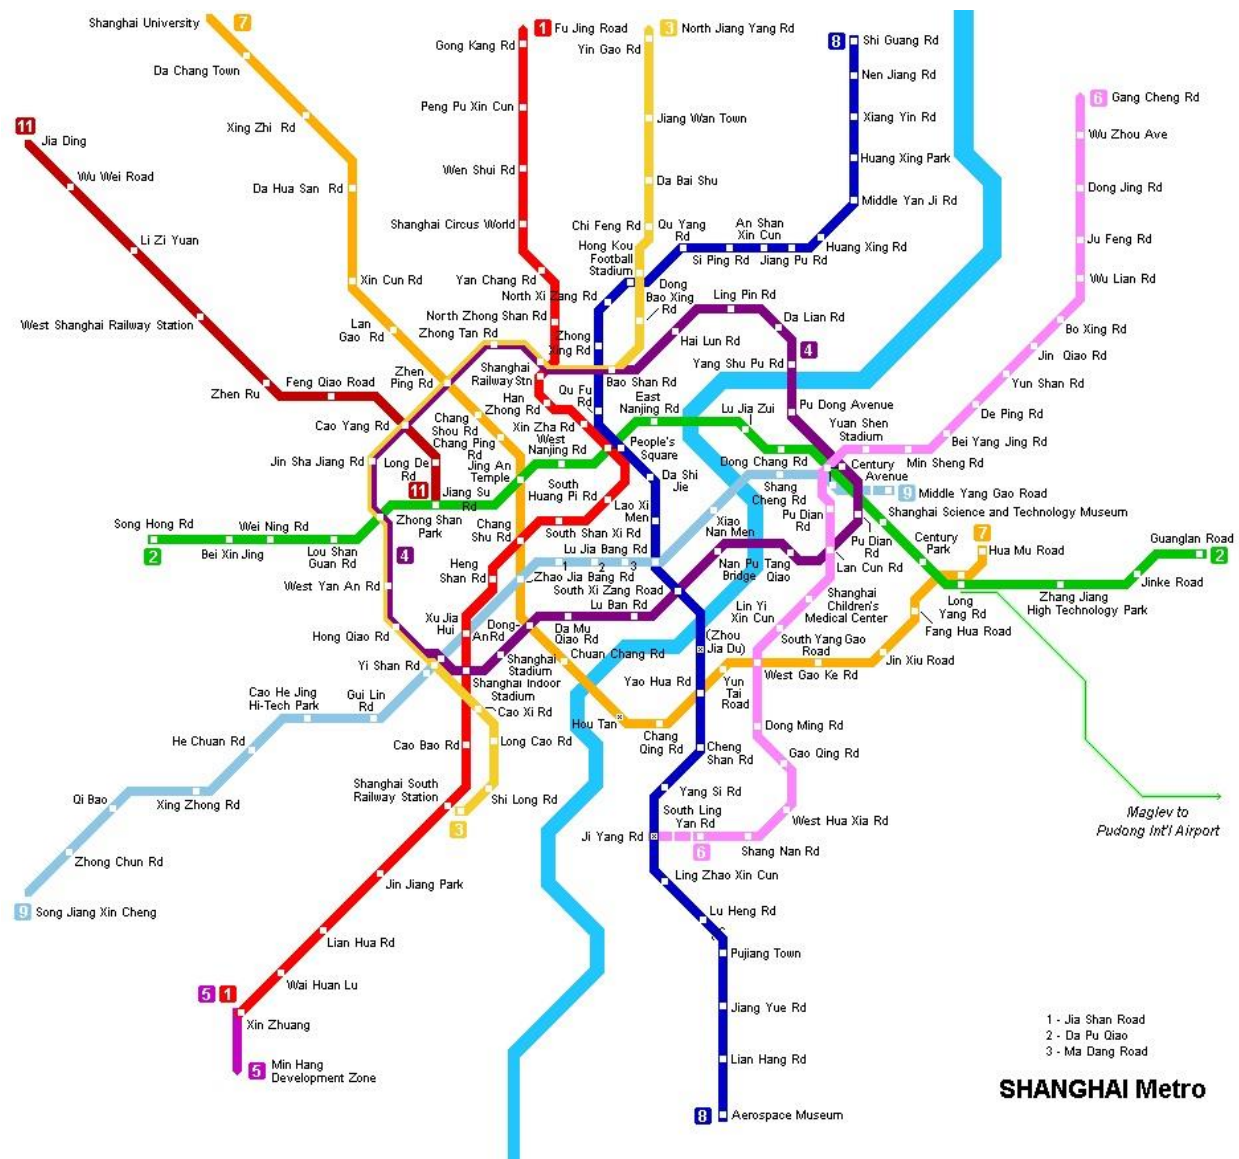 Shanghai University
7
Da Chang Town
Xing Zhi Rd
Da Hua San Rd
Xin Cun Rd
Lan
Gao Rd
Zhen
Ping Rd
11
Jia Ding
Wu Wei Road
Li Zi Yuan
West Shanghai Railway Station
Zhen Ru
Feng Qiao Road
Cao Yang Rd
Jin Sha Jiang Rd
Long De
Rd
11
1
Fu Jing Road
Gong Kang Rd
Peng Pu Xin Cun
Wen Shui Rd
Shanghai Circus World
Yan Chang Rd
North Xi Zang Rd
North Zhong Shan Rd
Zhong Tan Rd
Shanghai
Railway Stn
Han
Zhong Rd
Xin Zha Rd
West
Nanjing Rd
3
North Jiang Yang Rd
Yin Gao Rd
Jiang Wan Town
Da Bai Shu
Chi Feng Rd
Hong Kou
Football
Stadium
Dong
Bao Xing
Rd
8
Shi Guang Rd
Nen Jiang Rd
Xiang Yin Rd
Huang Xing Park
Middle Yan Ji Rd
Huang Xing Rd
Jiang Pu Rd
An Shan
Xin Cun
Si Ping Rd
Qu Yang
Rd
Zhong
Xing Rd
Qu Fu
Rd
6
Gang Cheng Rd
Wu Zhou Ave
Dong Jing Rd
Ju Feng Rd
Wu Lian Rd
Bo Xing Rd
Jin Qiao Rd
Yun Shan Rd
De Ping Rd
Bei Yang Jing Rd
Min Sheng Rd
Yuan Shen
Stadium
Ling Pin Rd
Da Lian Rd
Hai Lun Rd
4
Yang Shu Pu Rd
Bao Shan Rd
Pu Dong Avenue
East
Nanjing Rd
Lu Jia Zui
People's
Square
Dong Chang Rd
Century
Avenue
9
Middle Yang Gao Road
Shanghai Science and Technology Museum
Shang
Cheng Rd
Pu Dian
Rd
Pu Dian
Rd
Century
Park
7
Hua Mu Road
Guanglan Road
2
Jinke Road
Zhang Jiang
High Technology Park
Long
Yang Rd
Fang Hua Road
Jin Xiu Road
Chang
Shou Rd
Chang Ping
Rd
Jing An
Temple
Jiang Su
Rd
Zhong Shan
Park
South
Huang Pi Rd
Da Shi
Jie
Lao Xi
Men
South Shan Xi Rd
Chang
Shu Rd
Lu Jia Bang Rd
Xiao
Nan Men
Song Hong Rd
2
Bei Xin Jing
Wei Ning Rd
Lou Shan
Guan Rd
4
West Yan An Rd
Heng
Shan Rd
1
2
3
Zhao Jia Bang Rd
South Xi Zang Road
Lu Ban Rd
Nan Pu
Bridge
Tang
Qiao
Lan Cun Rd
Shanghai
Children's
Medical Center
Lin Yi
Xin Cun
South Yang Gao
Road
West Gao Ke Rd
Xu Jia
Hui
Hong Qiao Rd
Yi Shan Rd
Dong-
An Rd
Da Mu
Qiao Rd
Shanghai
Stadium
Chuan Chang Rd
(Zhou
Jia Du)
Shanghai Indoor
Stadium
Yao Hua Rd
Yun
Tai
Road
Cao He Jing
Hi-Tech Park
Gui Lin
Rd
Cao Xi Rd
Hou Tan
Chang
Qing Rd
Dong Ming Rd
He Chuan Rd
Cao Bao Rd
Long Cao Rd
Cheng
Shan Rd
Gao Qing Rd
Shanghai South
Railway Station
Shi Long Rd
3
Yang Si Rd
South Ling
Yan Rd
Qi Bao
Xing Zhong Rd
West Hua Xia Rd
Maglev to
Pudong Int'l Airport
Ji Yang Rd
6
Shang Nan Rd
Zhong Chun Rd
Jin Jiang Park
Ling Zhao Xin Cun
9
Song Jiang Xin Cheng
Lu Heng Rd
Lian Hua Rd
Pujiang Town
Wai Huan Lu
5
1
Jiang Yue Rd
Xin Zhuang
5
Min Hang
Development Zone
Lian Hang Rd
8
Aerospace Museum
1 - Jia Shan Road
2 - Da Pu Qiao
3 - Ma Dang Road
SHANGHAI Metro